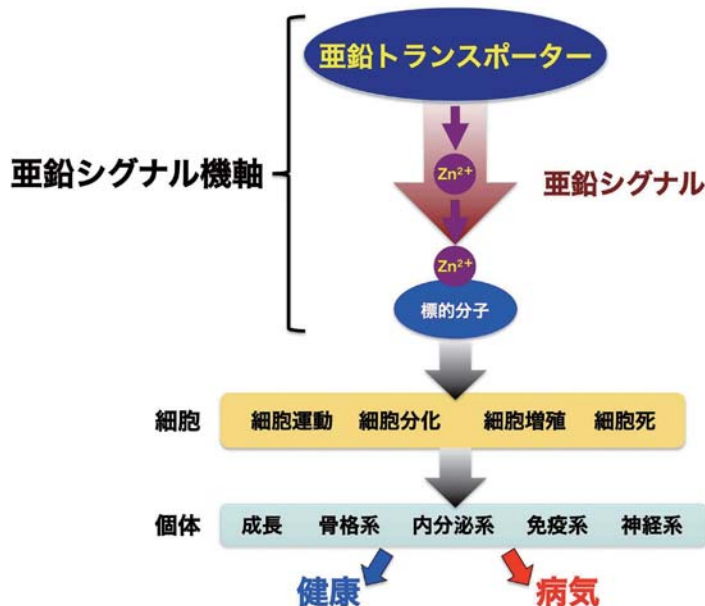 亜鉛トランスポーター
亜鉛シグナル機軸
Zn²⁺
亜鉛シグナル
Zn²⁺
標的分子
細胞 細胞運動 細胞分化 細胞増殖 細胞死
個体 成長 骨格系 内分泌系 免疫系 神経系
健康 病気